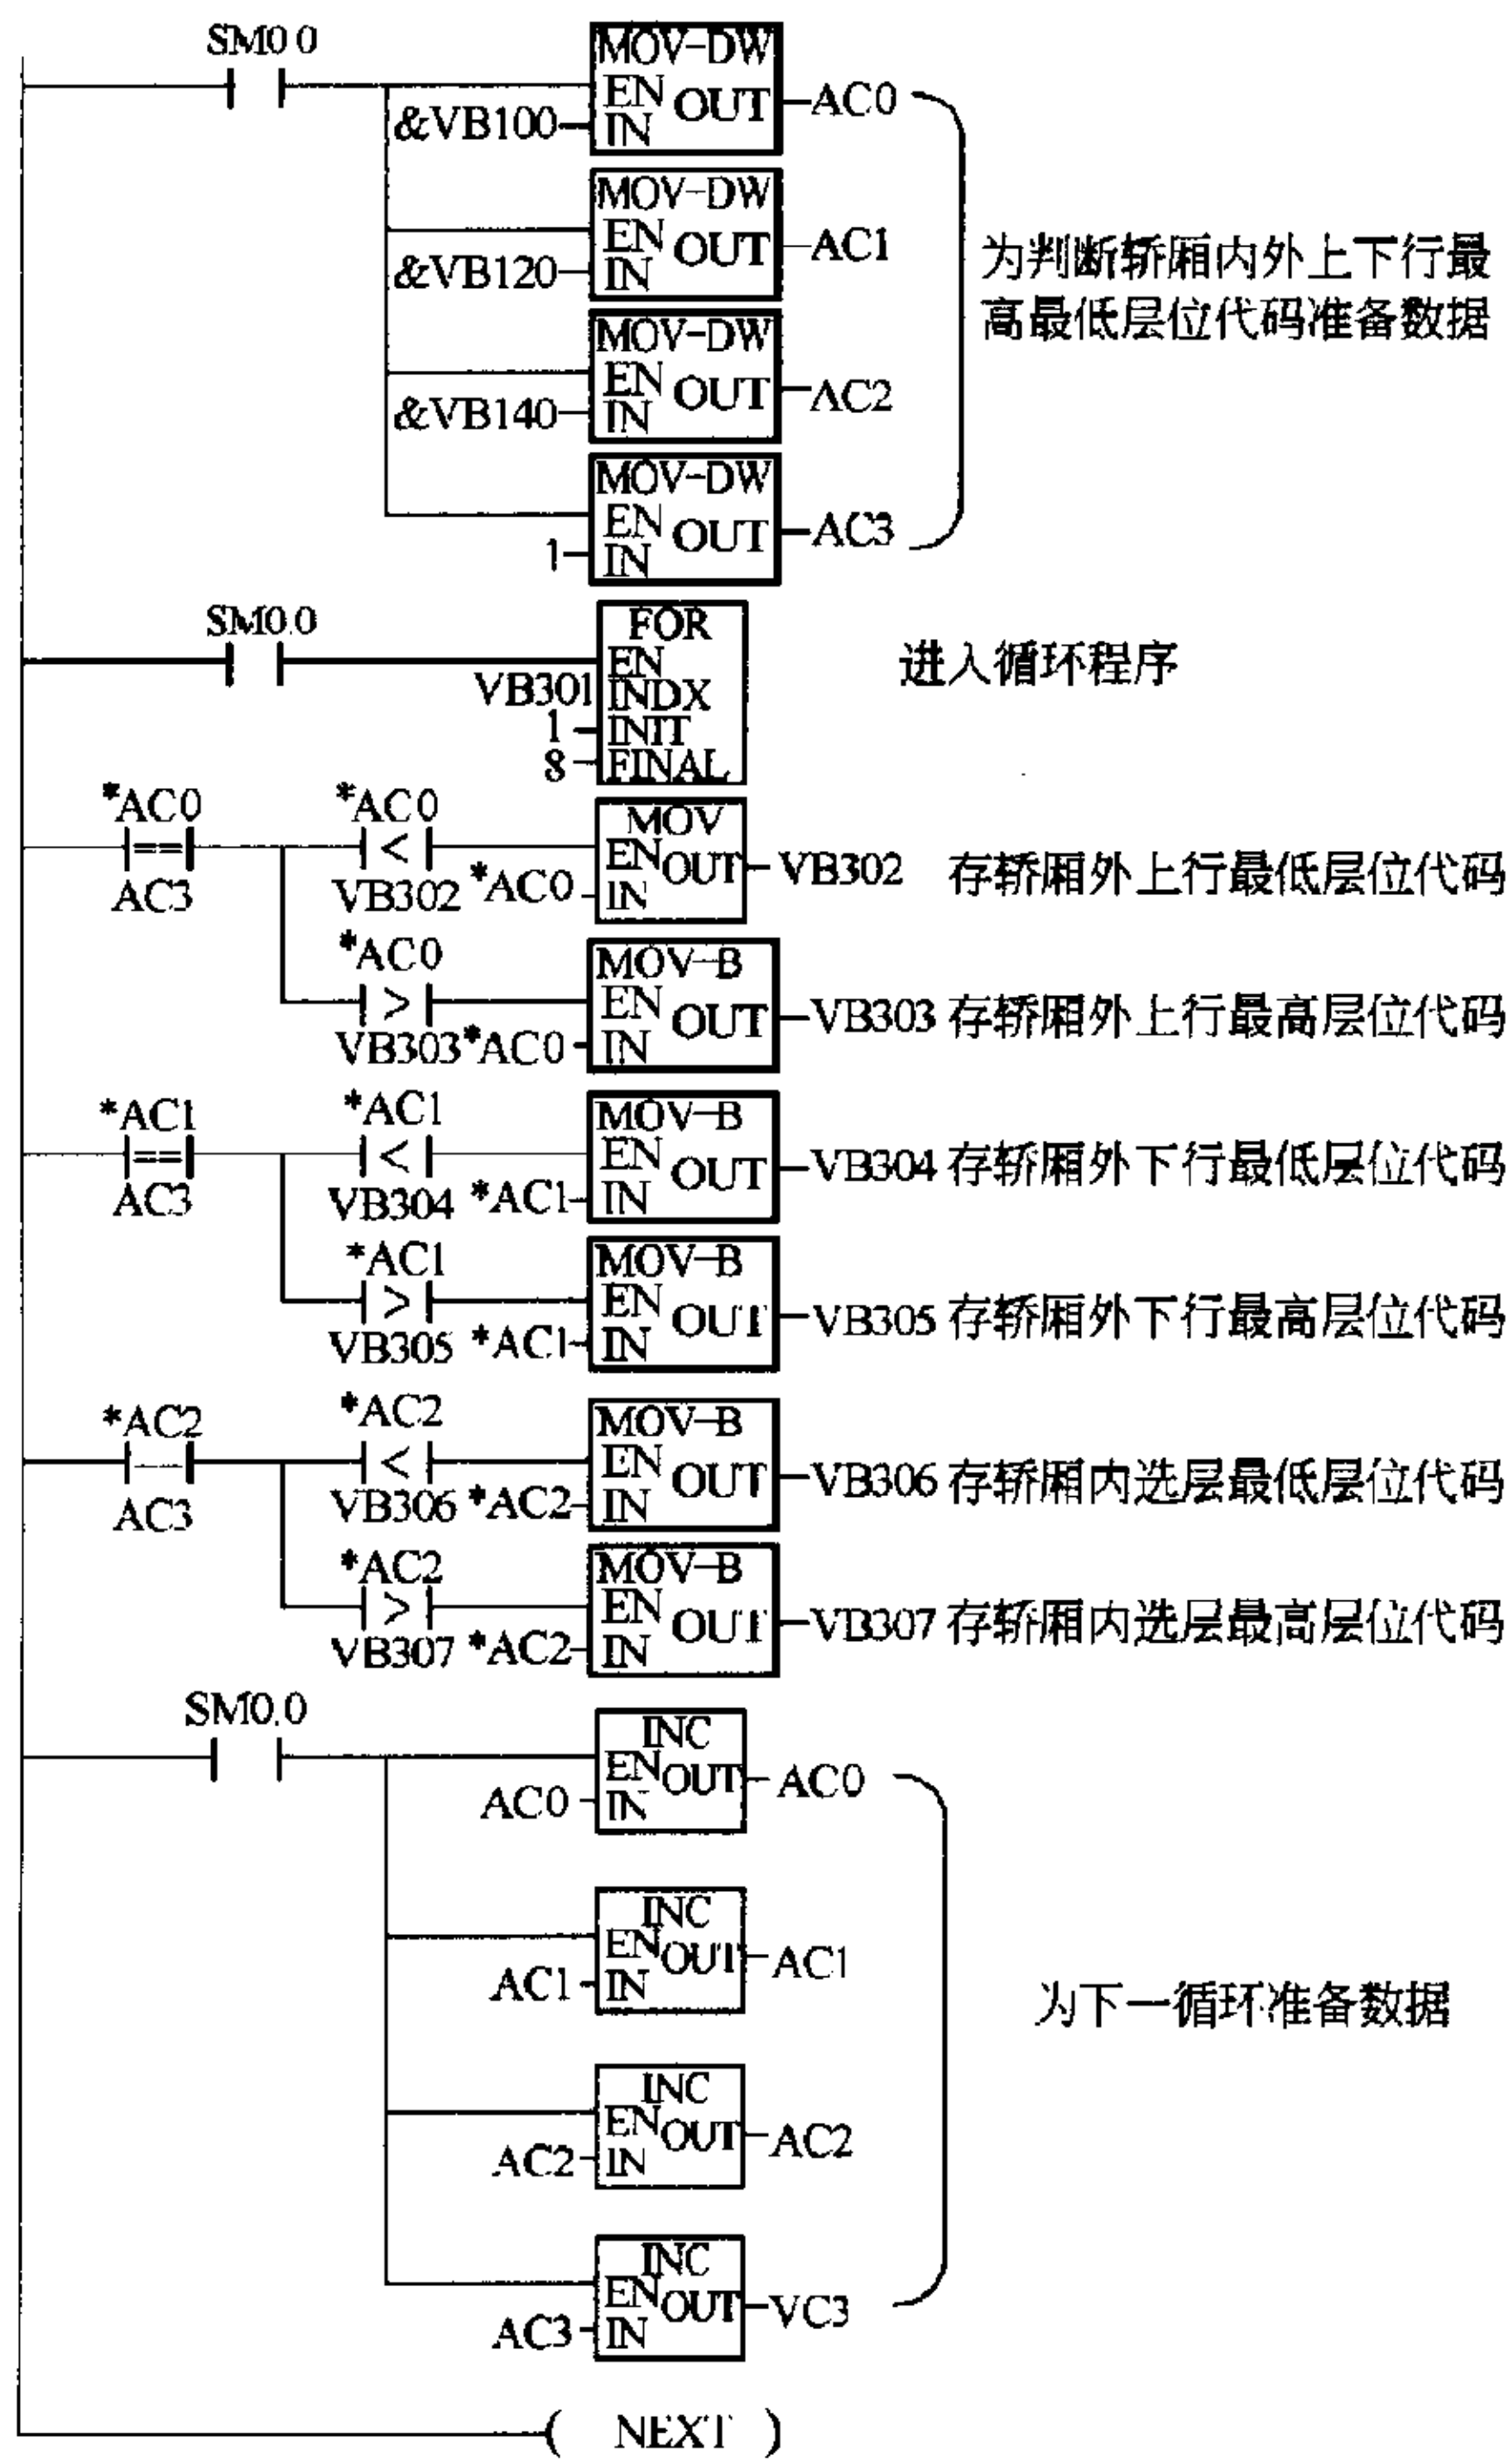 SM0 0
MOV-DW
EN
OUT
AC0
&VB100
IN
MOV-DW
EN
OUT
AC1
&VB120
IN
为判断轿厢内外上下行最
高最低层位代码准备数据
MOV-DW
EN
OUT
AC2
&VB140
IN
MOV-DW
EN
OUT
AC3
1
IN
SM0.0
FOR
EN
进入循环程序
VB301
INDX
1
INIT
8
FINAL
*AC0
==
AC3
*AC0
<
VB302
MOV
EN
OUT
*AC0
IN
VB302
存轿厢外上行最低层位代码
*AC0
>
VB303
MOV-B
EN
OUT
*AC0
IN
VB303
存轿厢外上行最高层位代码
*AC1
==
AC3
*AC1
<
VB304
MOV-B
EN
OUT
*AC1
IN
VB304
存轿厢外下行最低层位代码
*AC1
>
VB305
MOV-B
EN
OUT
*AC1
IN
VB305
存轿厢外下行最高层位代码
*AC2
AC3
*AC2
<
VB306
MOV-B
EN
OUT
*AC2
IN
VB306
存轿厢内选层最低层位代码
*AC2
>
VB307
MOV-B
EN
OUT
*AC2
IN
VB307
存轿厢内选层最高层位代码
SM0.0
INC
EN
OUT
AC0
IN
AC0
INC
EN
OUT
AC1
IN
AC1
为下一循环准备数据
INC
EN
OUT
AC2
IN
AC2
INC
EN
OUT
AC3
IN
VC3
( NEXT )